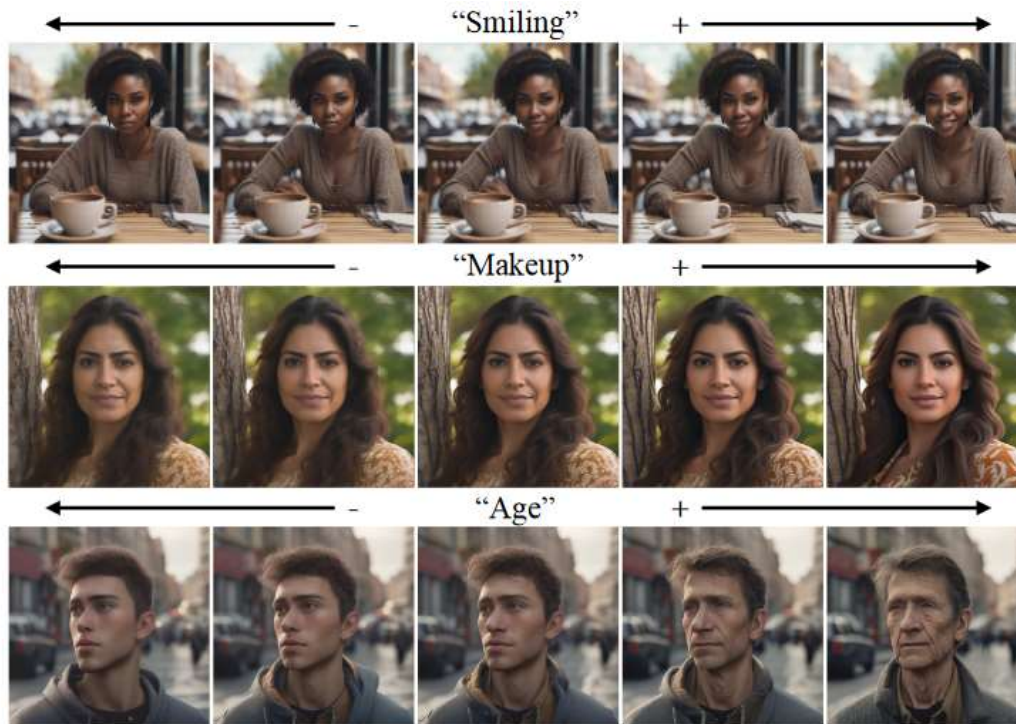 - “Smiling” +
- “Makeup” +
- “Age” +